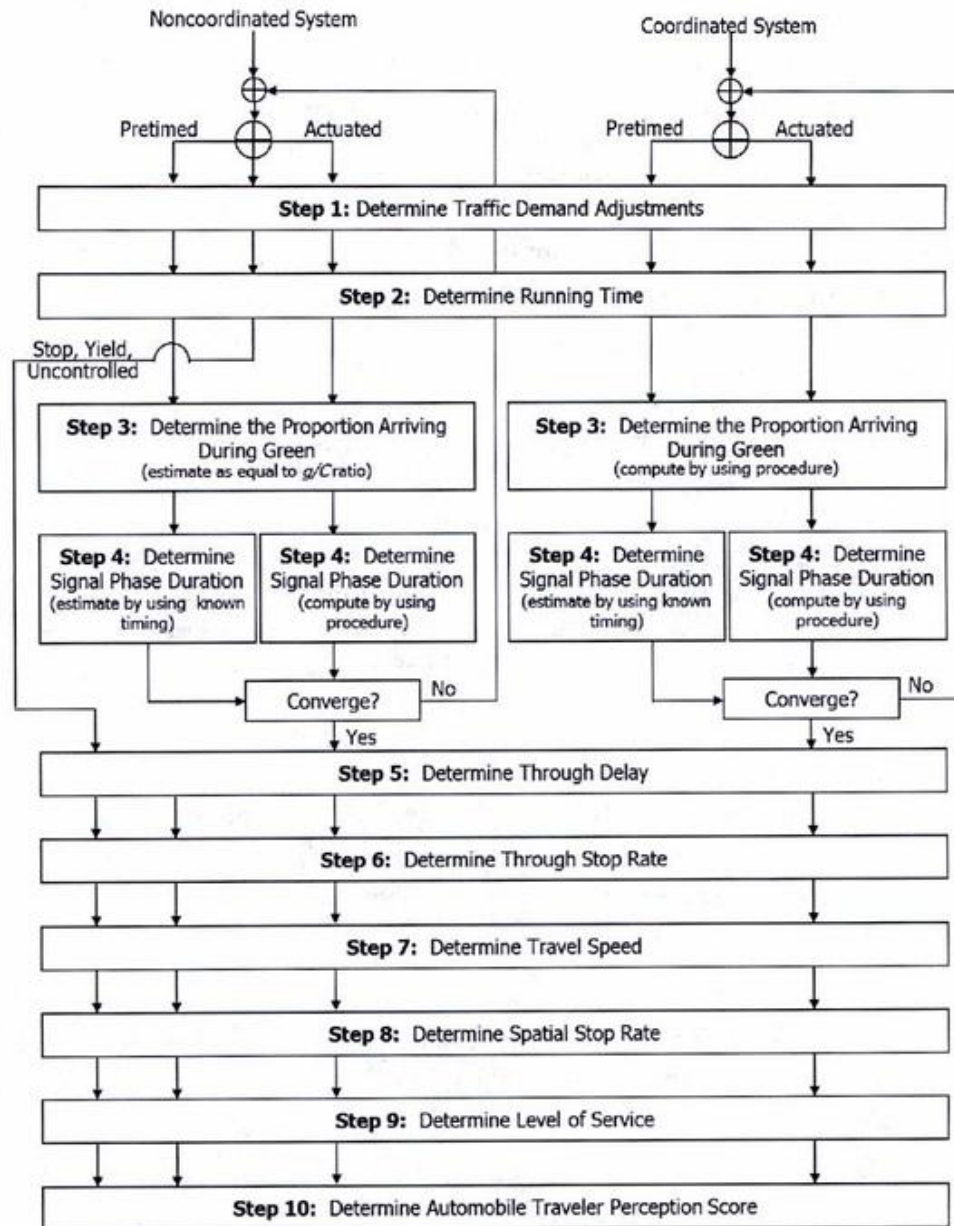 Noncoordinated System
Coordinated System
Pretimed
Actuated
Pretimed
Actuated
Step 1: Determine Traffic Demand Adjustments
Step 2: Determine Running Time
Stop, Yield,
Uncontrolled
Step 3: Determine the Proportion Arriving
During Green
(estimate as equal to g/C ratio)
Step 3: Determine the Proportion Arriving
During Green
(compute by using procedure)
Step 4: Determine
Signal Phase Duration
(estimate by using known
timing)
Step 4: Determine
Signal Phase Duration
(compute by using
procedure)
Step 4: Determine
Signal Phase Duration
(estimate by using known
timing)
Step 4: Determine
Signal Phase Duration
(compute by using
procedure)
Converge?
No
Yes
Converge?
No
Yes
Step 5: Determine Through Delay
Step 6: Determine Through Stop Rate
Step 7: Determine Travel Speed
Step 8: Determine Spatial Stop Rate
Step 9: Determine Level of Service
Step 10: Determine Automobile Traveler Perception Score